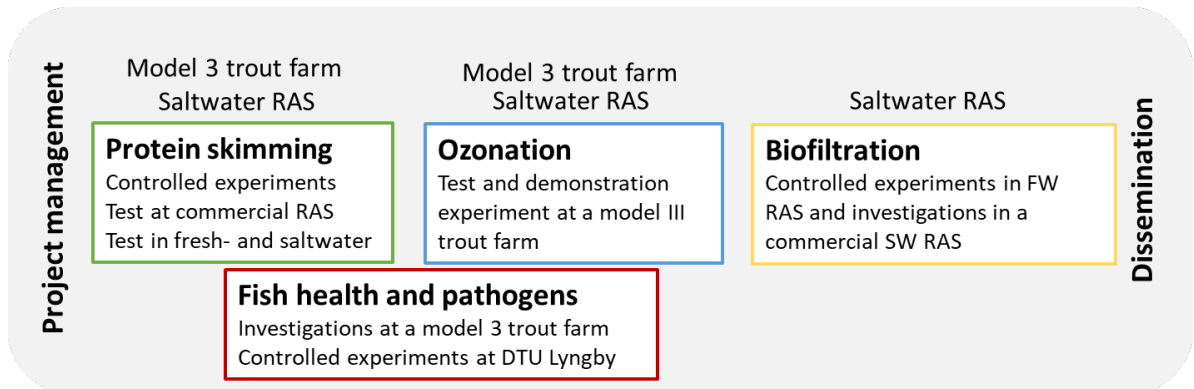 Project management
Model 3 trout farm
Saltwater RAS
Protein skimming
Controlled experiments
Test at commercial RAS
Test in fresh- and saltwater
Model 3 trout farm
Saltwater RAS
Ozonation
Test and demonstration
experiment at a model III
trout farm
Saltwater RAS
Biofiltration
Controlled experiments in FW
RAS and investigations in a
commercial SW RAS
Fish health and pathogens
Investigations at a model 3 trout farm
Controlled experiments at DTU Lyngby
Dissemination